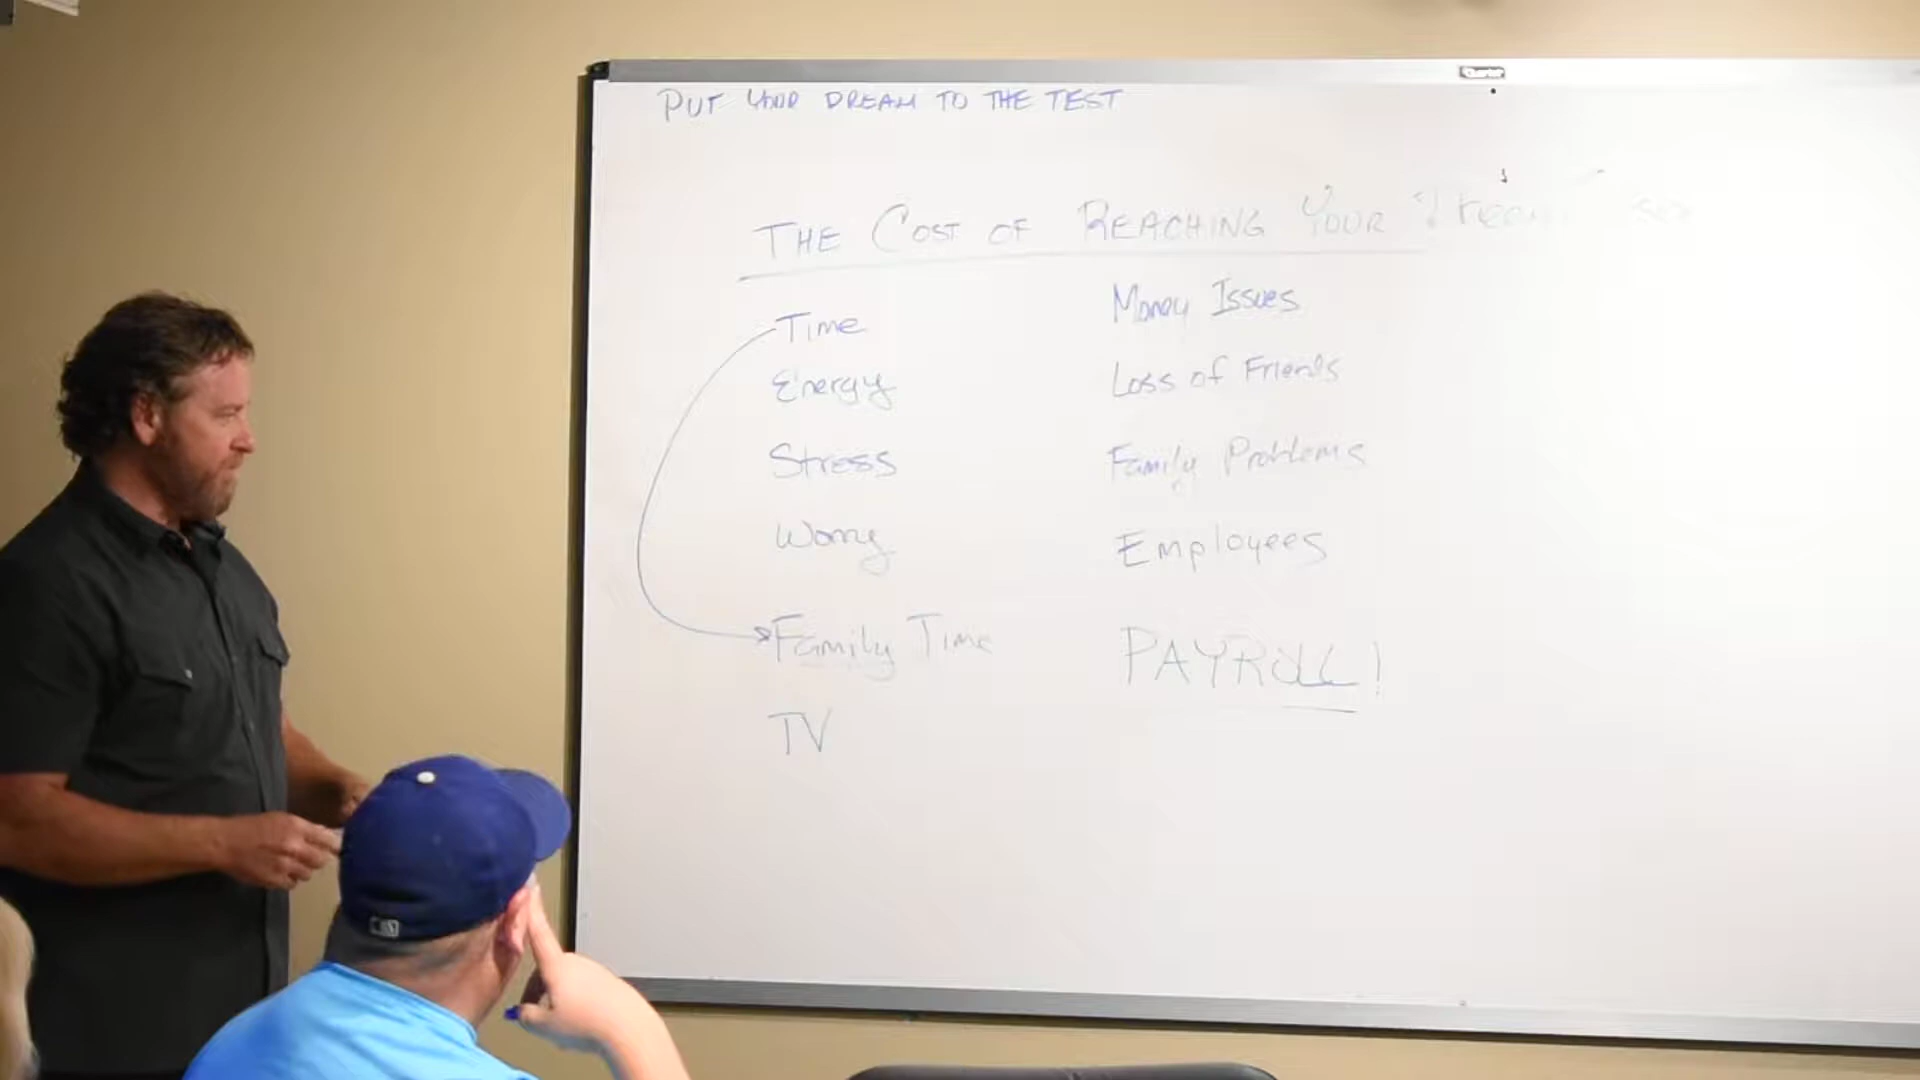 PUT YOUR DREAM TO THE TEST
THE COST OF REACHING YOUR
Time
Energy
Stress
Worry
Family Time
TV
Money Issues
Loss of Friends
Family Problems
Employees
PAYROLL!